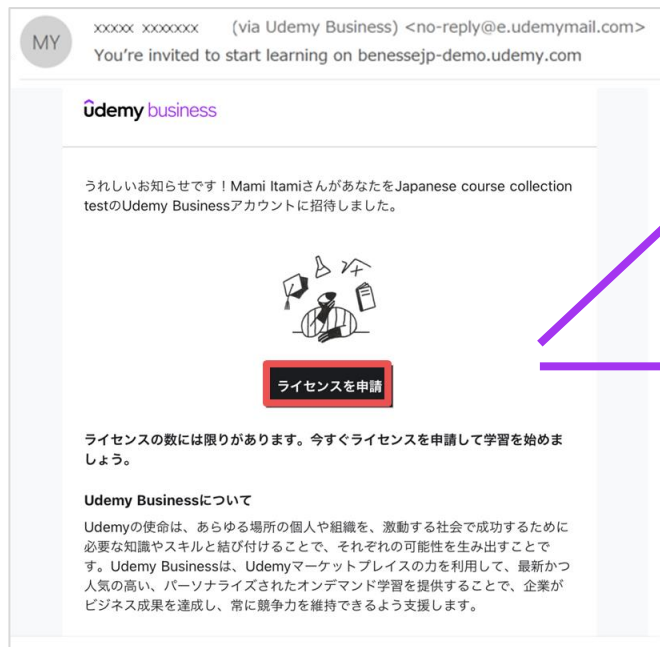 MY
xxxxx xxxxxxx (via Udemy Business) <no-reply@e.udemymail.com>
You’re invited to start learning on benessejp-demo.udemy.com
ûdemy business
うれしいお知らせです！Mami ItamiさんがあなたをJapanese course collection
testのUdemy Businessアカウントに招待しました。
ライセンスを申請
ライセンスの数には限りがあります。今すぐライセンスを申請して学習を始めま
しょう。
Udemy Businessについて
Udemyの使命は、あらゆる場所の個人や組織を、激動する社会で成功するために
必要な知識やスキルと結び付けることで、それぞれの可能性を生み出すことで
す。Udemy Businessは、Udemyマーケットプレイスの力を利用して、最新かつ
人気の高い、パーソナライズされたオンデマンド学習を提供することで、企業が
ビジネス成果を達成し、常に競争力を維持できるよう支援します。